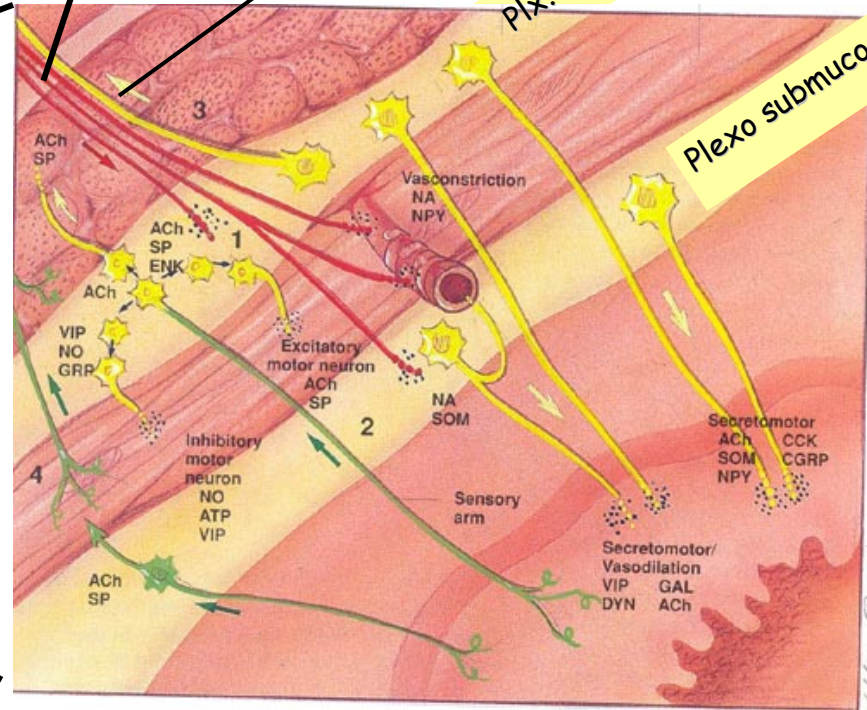 Plx.
Plexo submuco
3
ACh
SP
Vasconstriction
NA
NPY
ACh
SP
ENK
1
ACh
VIP
NO
GRP
Excitatory
motor neuron
ACh
SP
NA
SOM
2
Secretomotor
ACh CCK
SOM CGRP
NPY
4
Inhibitory
motor
neuron
NO
ATP
VIP
Sensory
arm
Secretomotor/
Vasodilation
VIP GAL
DYN ACh
ACh
SP